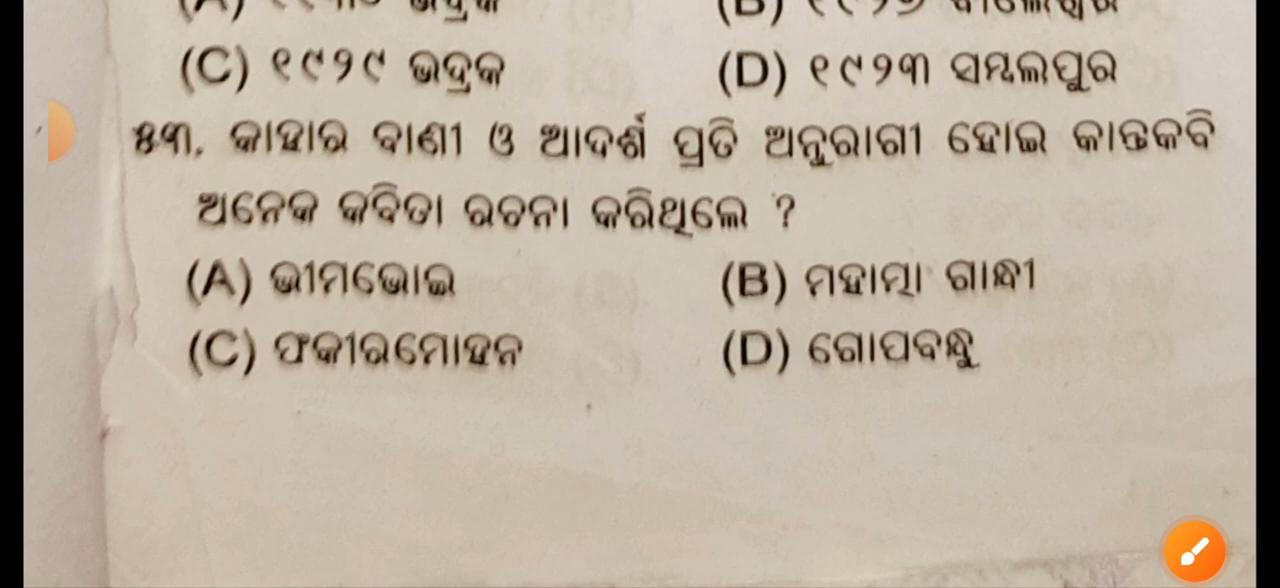 (C) ୧୯୨୯ ଭଦ୍ରକ (D) ୧୯୨୩ ସମ୍ବଲପୁର
୫୩. କାହାର ବାଣୀ ଓ ଆଦର୍ଶ ପ୍ରତି ଅନୁରାଗୀ ହୋଇ କାନ୍ତକବି
ଅନେକ କବିତା ରଚନା କରିଥିଲେ ?
(A) ଭୀମଭୋଇ (B) ମହାତ୍ମା ଗାନ୍ଧୀ
(C) ଫକୀରମୋହନ (D) ଗୋପବନ୍ଧୁ